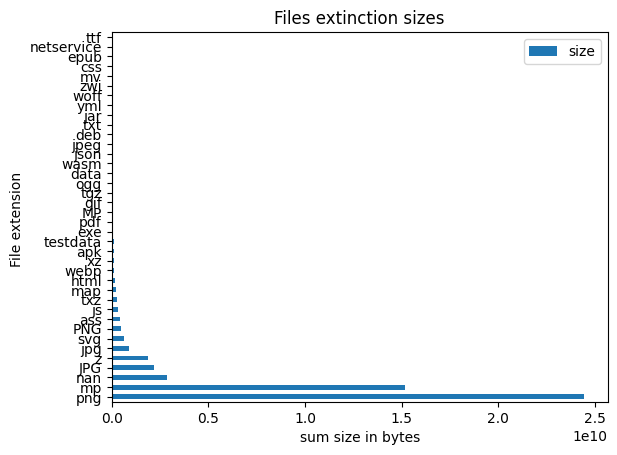 Files extinction sizes
size
File extension
ttf
netservice
epub
css
mv
zwi
woff
yml
jar
txt
deb
jpeg
json
wasm
data
ogg
tgz
gif
MP
pdf
exe
testdata
apk
xz
webp
html
map
txz
js
ass
PNG
svg
jpg
z
JPG
nan
mp
png
0.0 0.5 1.0 1.5 2.0 2.5
1e10
sum size in bytes